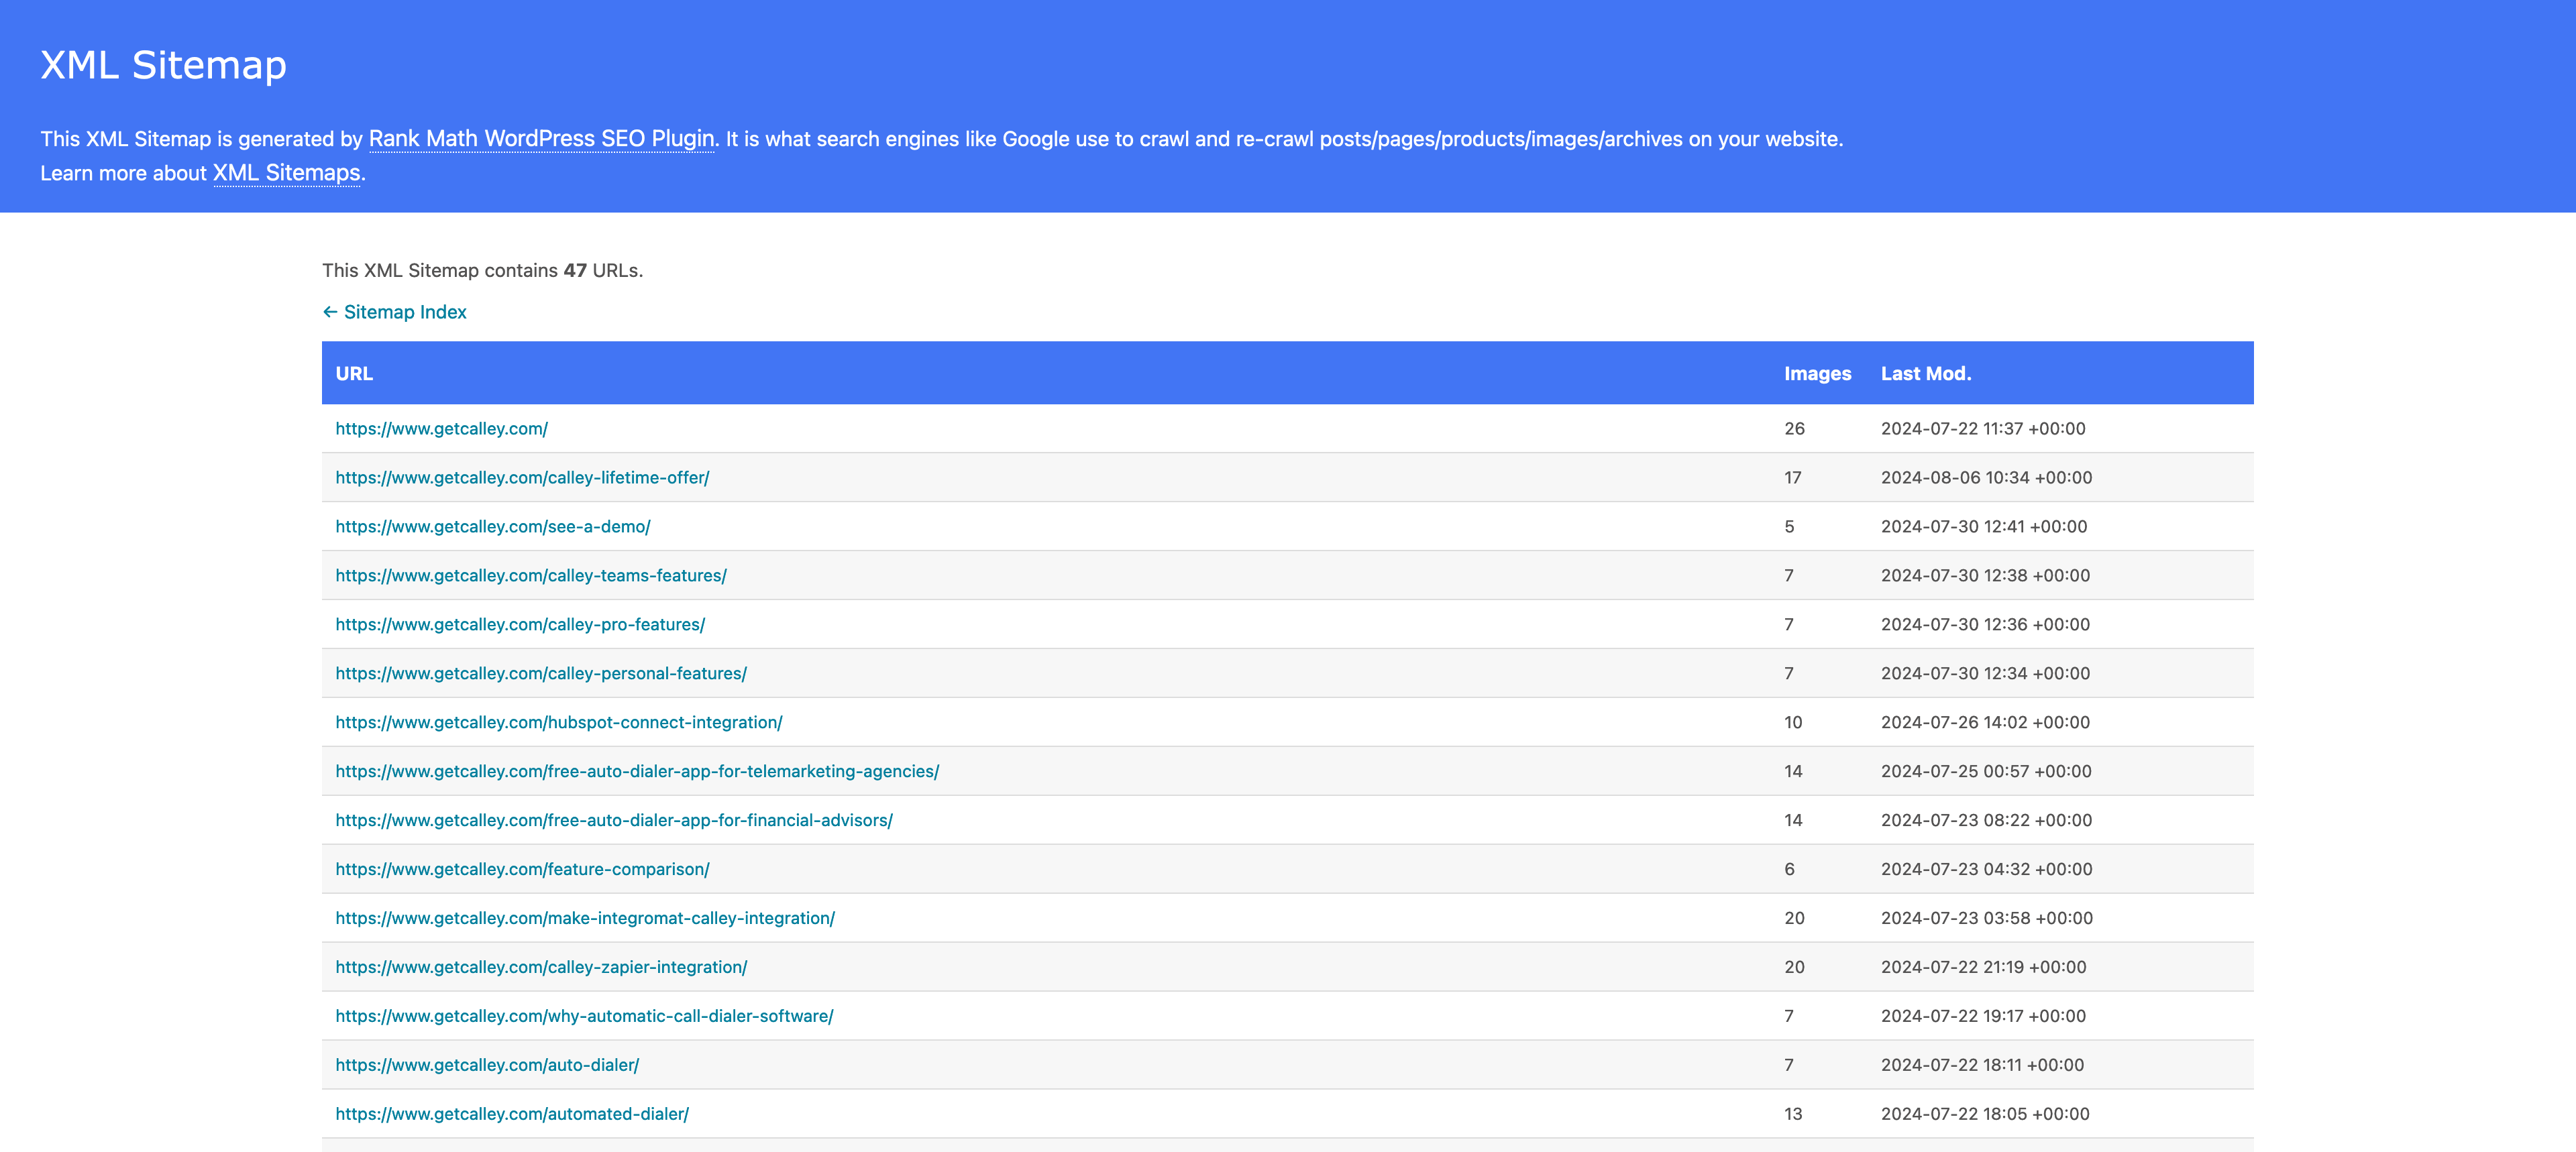 XML Sitemap
This XML Sitemap is generated by Rank Math WordPress SEO Plugin. It is what search engines like Google use to crawl and re-crawl posts/pages/products/images/archives on your website.
Learn more about XML Sitemaps.
This XML Sitemap contains 47 URLs.
← Sitemap Index
URL Images Last Mod.
https://www.getcalley.com/ 26 2024-07-22 11:37 +00:00
https://www.getcalley.com/calley-lifetime-offer/ 17 2024-08-06 10:34 +00:00
https://www.getcalley.com/see-a-demo/ 5 2024-07-30 12:41 +00:00
https://www.getcalley.com/calley-teams-features/ 7 2024-07-30 12:38 +00:00
https://www.getcalley.com/calley-pro-features/ 7 2024-07-30 12:36 +00:00
https://www.getcalley.com/calley-personal-features/ 7 2024-07-30 12:34 +00:00
https://www.getcalley.com/hubspot-connect-integration/ 10 2024-07-26 14:02 +00:00
https://www.getcalley.com/free-auto-dialer-app-for-telemarketing-agencies/ 14 2024-07-25 00:57 +00:00
https://www.getcalley.com/free-auto-dialer-app-for-financial-advisors/ 14 2024-07-23 08:22 +00:00
https://www.getcalley.com/feature-comparison/ 6 2024-07-23 04:32 +00:00
https://www.getcalley.com/make-integromat-calley-integration/ 20 2024-07-23 03:58 +00:00
https://www.getcalley.com/calley-zapier-integration/ 20 2024-07-22 21:19 +00:00
https://www.getcalley.com/why-automatic-call-dialer-software/ 7 2024-07-22 19:17 +00:00
https://www.getcalley.com/auto-dialer/ 7 2024-07-22 18:11 +00:00
https://www.getcalley.com/automated-dialer/ 13 2024-07-22 18:05 +00:00